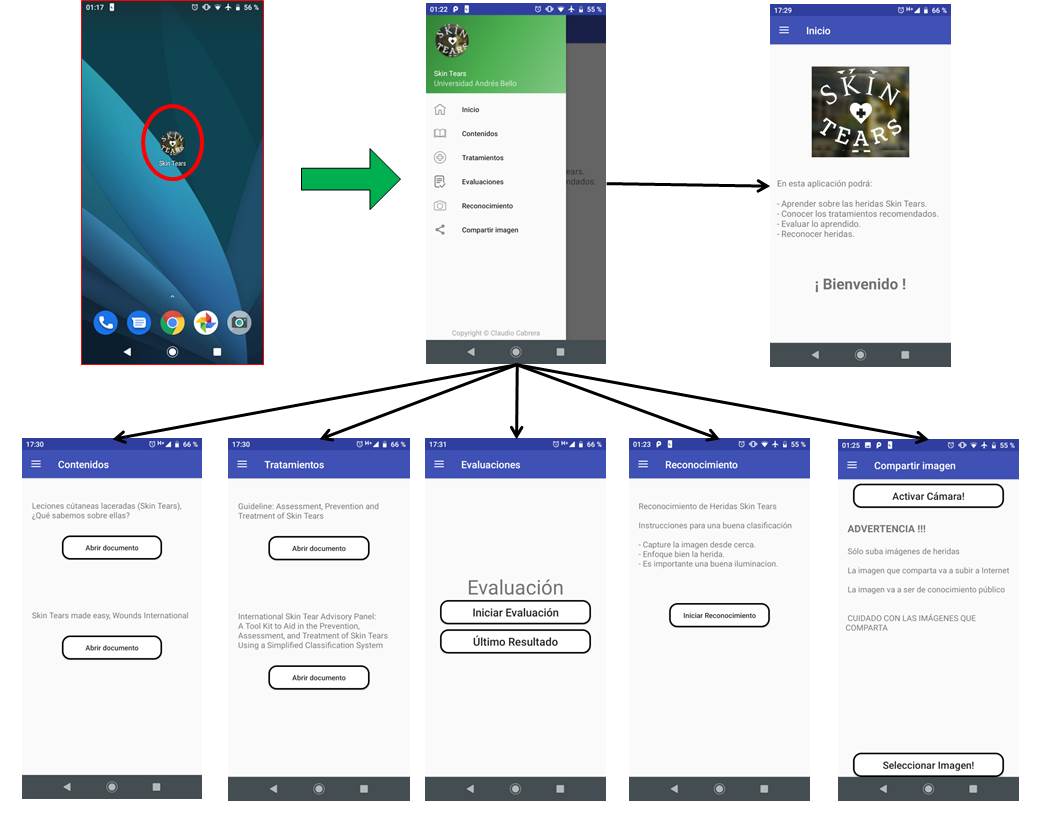 01:17
56 %
SKIN
TEARS
Skin Tears
01:22
55 %
SKIN
TEARS
Skin Tears
Universidad Andrés Bello
Inicio
Contenidos
Tratamientos
ears.
Evaluaciones
ndados.
Reconocimiento
Compartir imagen
Copyright © Claudio Cabrera
17:29
H+ 66 %
Inicio
SKIN
TEARS
En esta aplicación podrá:
- Aprender sobre las heridas Skin Tears.
- Conocer los tratamientos recomendados.
- Evaluar lo aprendido.
- Reconocer heridas.
¡ Bienvenido !
17:30
H+ 66 %
Contenidos
Leciones cútaneas laceradas (Skin Tears),
¿Qué sabemos sobre ellas?
Abrir documento
Skin Tears made easy, Wounds International
Abrir documento
17:30
H+ 66 %
Tratamientos
Guideline: Assessment, Prevention and
Treatment of Skin Tears
Abrir documento
International Skin Tear Advisory Panel:
A Tool Kit to Aid in the Prevention,
Assessment, and Treatment of Skin Tears
Using a Simplified Classification System
Abrir documento
17:31
H+ 66 %
Evaluaciones
Evaluación
Iniciar Evaluación
Último Resultado
01:23
55 %
Reconocimiento
Reconocimiento de Heridas Skin Tears
Instrucciones para una buena clasificación
- Capture la imagen desde cerca.
- Enfoque bien la herida.
- Es importante una buena iluminacion.
Iniciar Reconocimiento
01:25
55 %
Compartir imagen
Activar Cámara!
ADVERTENCIA !!!
Sólo suba imágenes de heridas
La imagen que comparta va a subir a Internet
La imagen va a ser de conocimiento público
CUIDADO CON LAS IMÁGENES QUE
COMPARTA
Seleccionar Imagen!